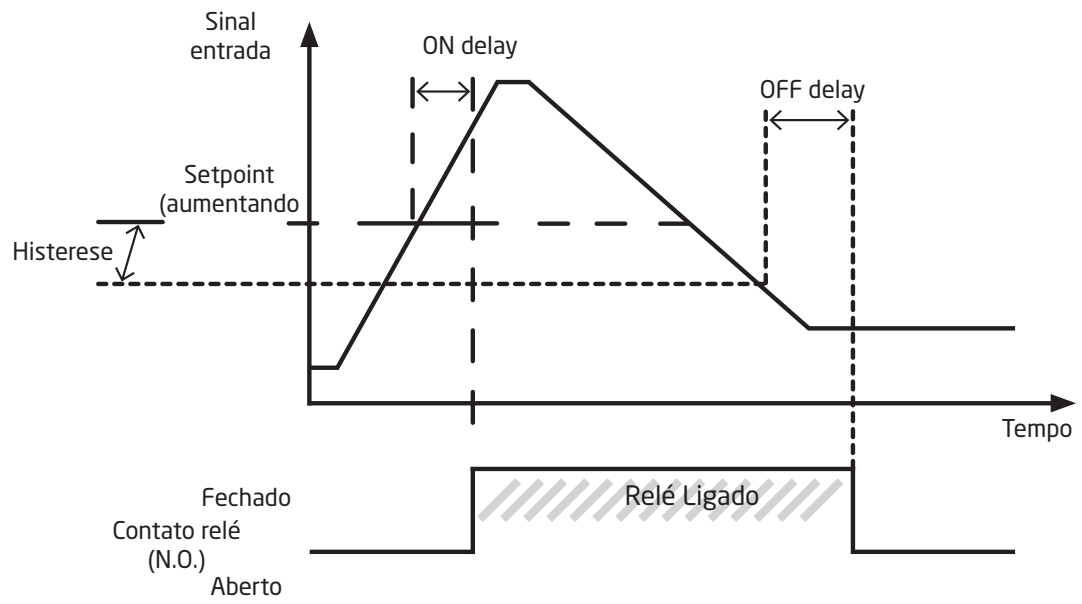 Sinal
entrada
ON delay
OFF delay
Setpoint
(aumentando
Histerese
Tempo
Fechado
Relé Ligado
Contato relé
(N.O.)
Aberto